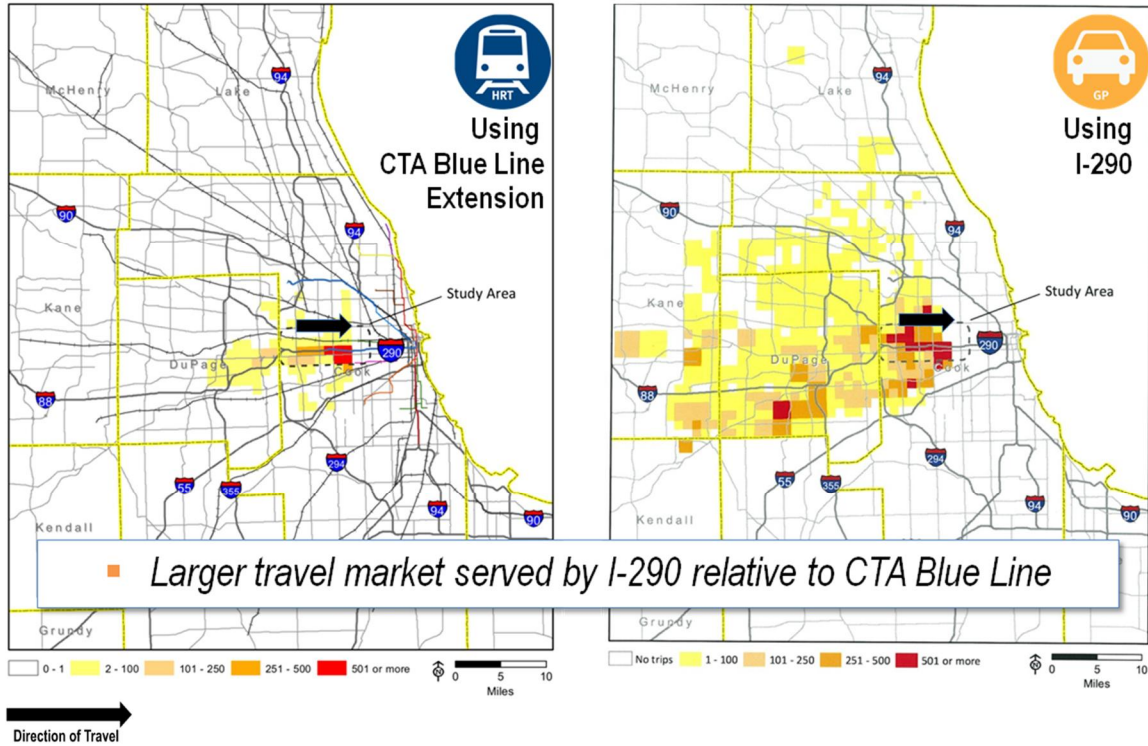 HRT
Using
CTA Blue Line
Extension
McHenry
Lake
94
90
94
Study Area
Kane
DuPage
Cook
290
88
294
55
355
94
90
Kendall
Grundy
0 - 1
2 - 100
101 - 250
251 - 500
501 or more
0
5
10
Miles
Direction of Travel
GP
Using
I-290
McHenry
Lake
94
90
94
Study Area
Kane
DuPage
Cook
290
88
294
55
355
94
90
Kendall
Grundy
No trips
1 - 100
101 - 250
251 - 500
501 or more
0
5
10
Miles
Larger travel market served by I-290 relative to CTA Blue Line